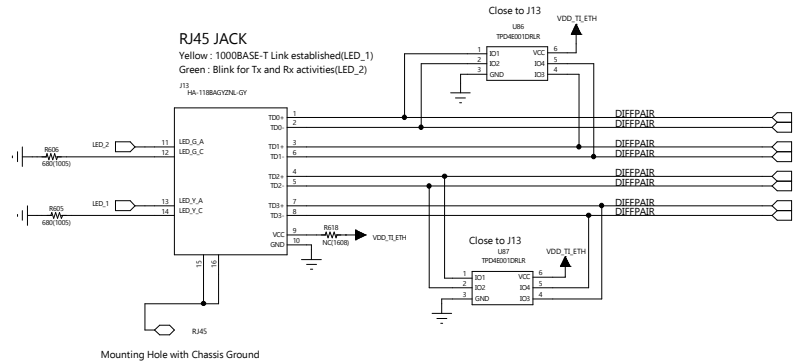 Close to J13
U86
TPD4E001DRLR
VDD_TI_ETH
1 IO1 VCC 6
2 IO2 IO4 5
3 GND IO3 4
RJ45 JACK
Yellow : 1000BASE-T Link established(LED_1)
Green : Blink for Tx and Rx activities(LED_2)
J13
HA-118BAGYZNL-GY
TD0+ 1 DIFFPAIR
TD0- 2 DIFFPAIR
LED_2 11 LED_G_A TD1+ 3 DIFFPAIR
R606 12 LED_G_C TD1- 6 DIFFPAIR
680(1005)
TD2+ 4 DIFFPAIR
TD2- 5 DIFFPAIR
LED_1 13 LED_Y_A TD3+ 7 DIFFPAIR
R605 14 LED_Y_C TD3- 8 DIFFPAIR
680(1005)
VCC 9 R618 VDD_TI_ETH
GND 10 NC(1608)
15 16
Close to J13
U87
TPD4E001DRLR
VDD_TI_ETH
1 IO1 VCC 6
2 IO2 IO4 5
3 GND IO3 4
RJ45
Mounting Hole with Chassis Ground